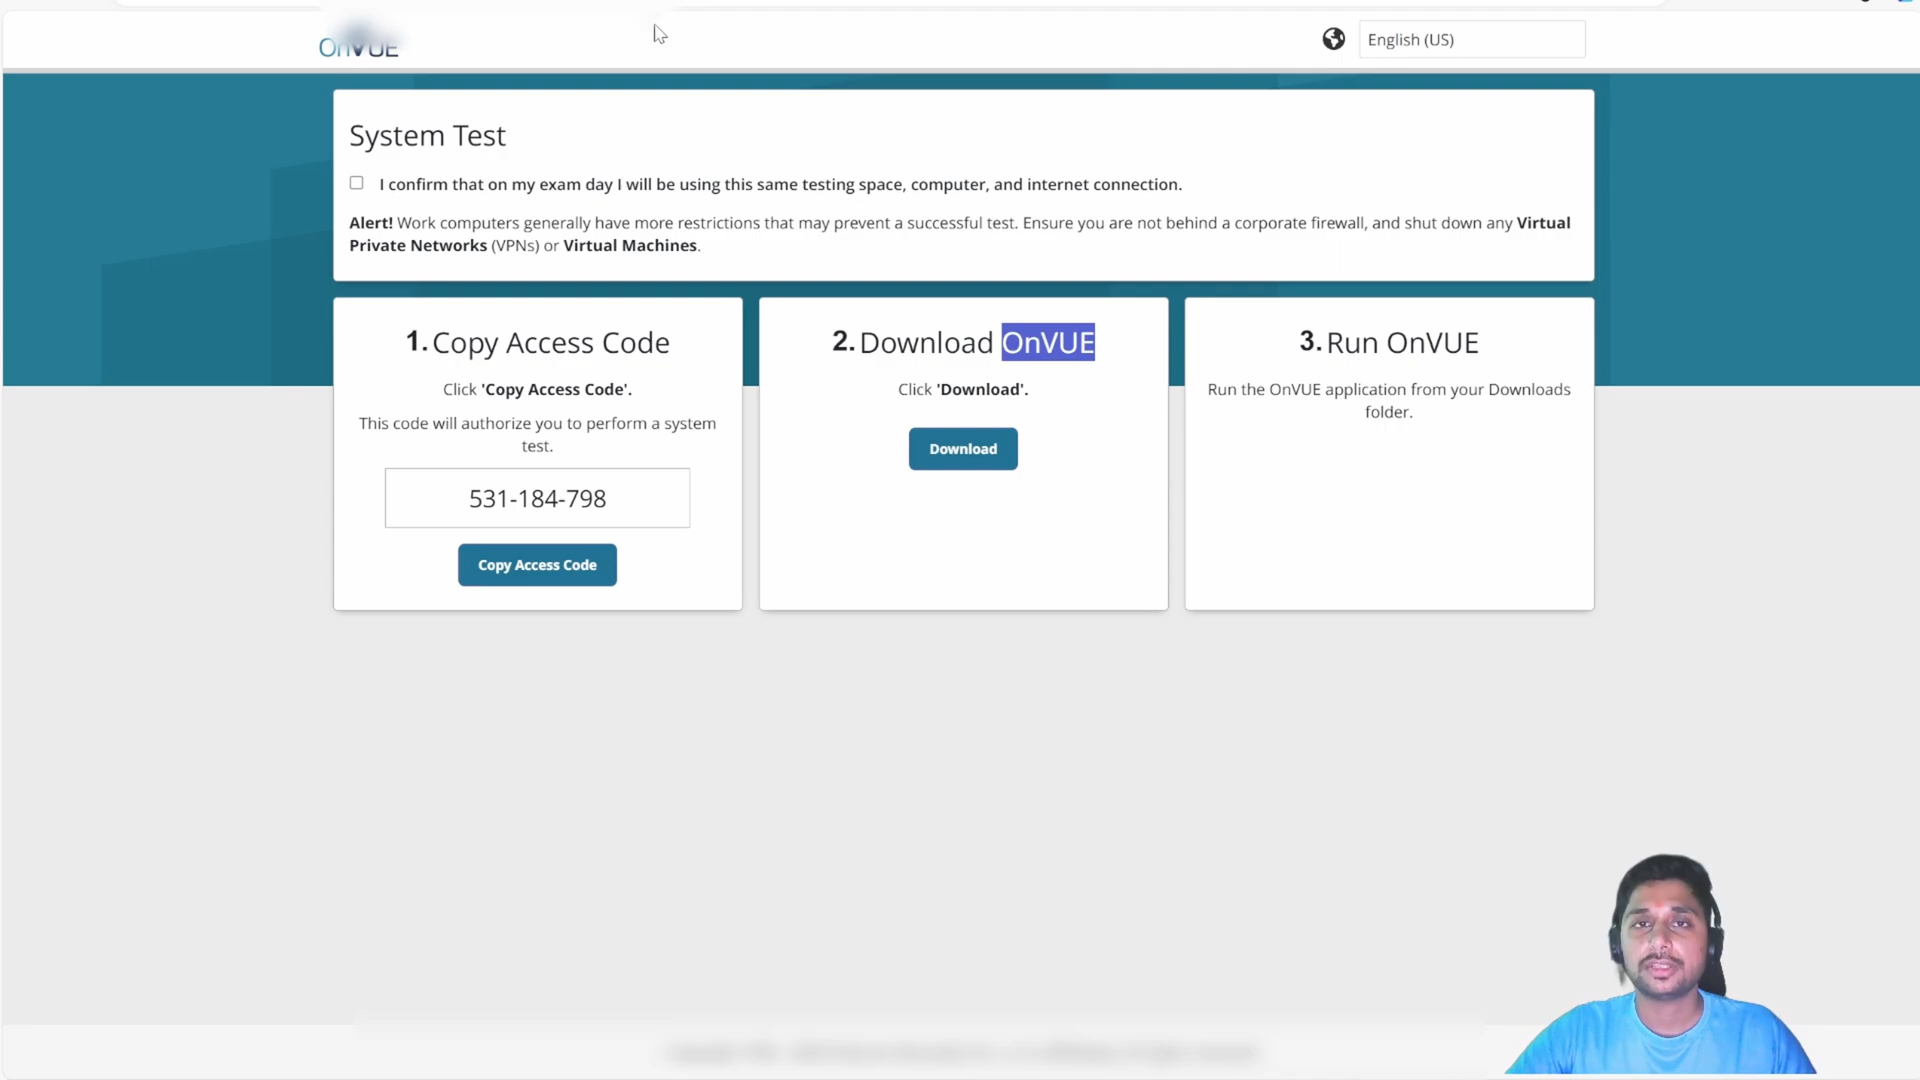 OnVUE
English (US)
System Test
I confirm that on my exam day I will be using this same testing space, computer, and internet connection.
Alert! Work computers generally have more restrictions that may prevent a successful test. Ensure you are not behind a corporate firewall, and shut down any Virtual
Private Networks (VPNs) or Virtual Machines.
1. Copy Access Code
Click 'Copy Access Code'.
This code will authorize you to perform a system
test.
531-184-798
Copy Access Code
2. Download OnVUE
Click 'Download'.
Download
3. Run OnVUE
Run the OnVUE application from your Downloads
folder.